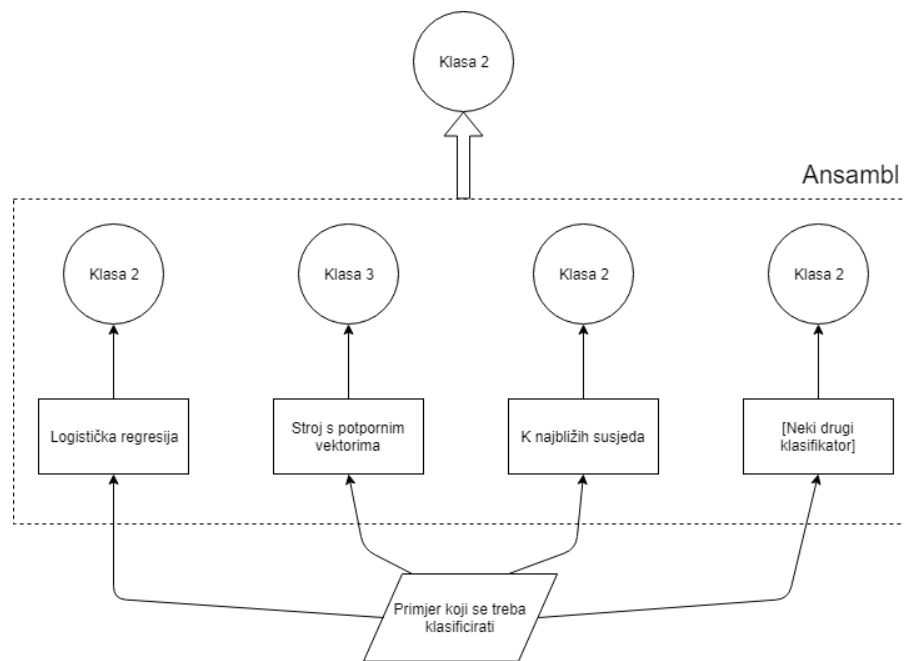 Klasa 2
Ansambl
Klasa 2
Klasa 3
Klasa 2
Klasa 2
Logistička regresija
Stroj s potpornim
vektorima
K najbližih susjeda
[Neki drugi
klasifikator]
Primjer koji se treba
klasificirati